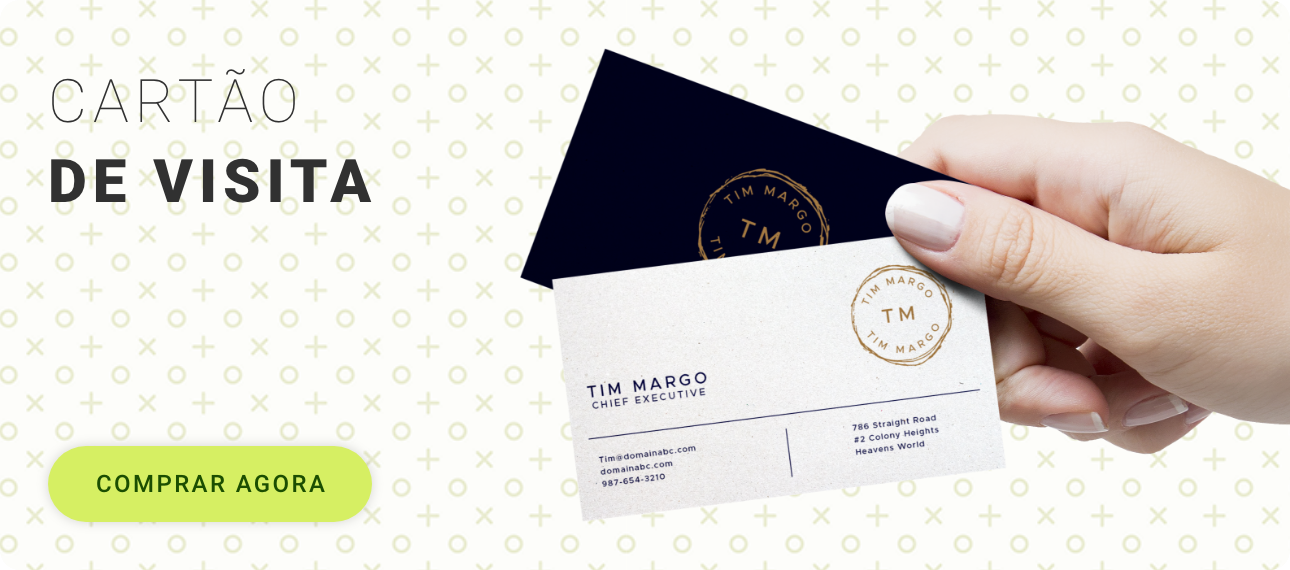 CARTÃO
DE VISITA
COMPRAR AGORA
TIM MARGO
TM
TIM MARGO
TM
TIM MARGO
TIM MARGO
CHIEF EXECUTIVE
Tim@domainabc.com
domainabc.com
987-654-3210
786 Straight Road
#2 Colony Heights
Heavens World